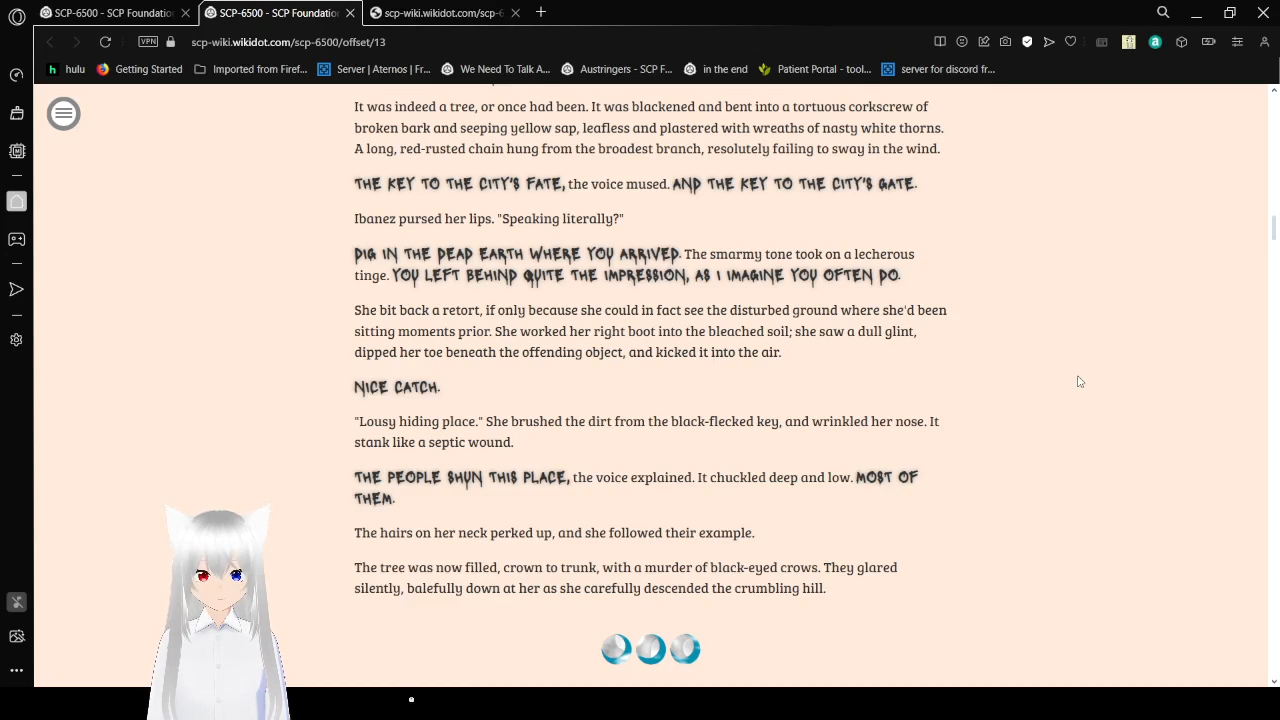 SCP-6500 - SCP Foundatio
SCP-6500 - SCP Foundatio
scp-wiki.wikidot.com/scp-6
VPN
scp-wiki.wikidot.com/scp-6500/offset/13
hulu
Getting Started
Imported from Firef...
Server | Aternos | Fr...
We Need To Talk A...
Austringers - SCP F...
in the end
Patient Portal - tool...
server for discord fr...
It was indeed a tree, or once had been. It was blackened and bent into a tortuous corkscrew of
broken bark and seeping yellow sap, leafless and plastered with wreaths of nasty white thorns.
A long, red-rusted chain hung from the broadest branch, resolutely failing to sway in the wind.
THE KEY TO THE CITY'S FATE, the voice mused. AND THE KEY TO THE CITY'S GATE.
Ibanez pursed her lips. "Speaking literally?"
DIG IN THE DEAD EARTH WHERE YOU ARRIVED. The smarmy tone took on a lecherous
tinge. YOU LEFT BEHIND QUITE THE IMPRESSION, AS I IMAGINE YOU OFTEN DO.
She bit back a retort, if only because she could in fact see the disturbed ground where she'd been
sitting moments prior. She worked her right boot into the bleached soil; she saw a dull glint,
dipped her toe beneath the offending object, and kicked it into the air.
NICE CATCH.
"Lousy hiding place." She brushed the dirt from the black-flecked key, and wrinkled her nose. It
stank like a septic wound.
THE PEOPLE SHUN THIS PLACE, the voice explained. It chuckled deep and low. MOST OF
THEM.
The hairs on her neck perked up, and she followed their example.
The tree was now filled, crown to trunk, with a murder of black-eyed crows. They glared
silently, balefully down at her as she carefully descended the crumbling hill.